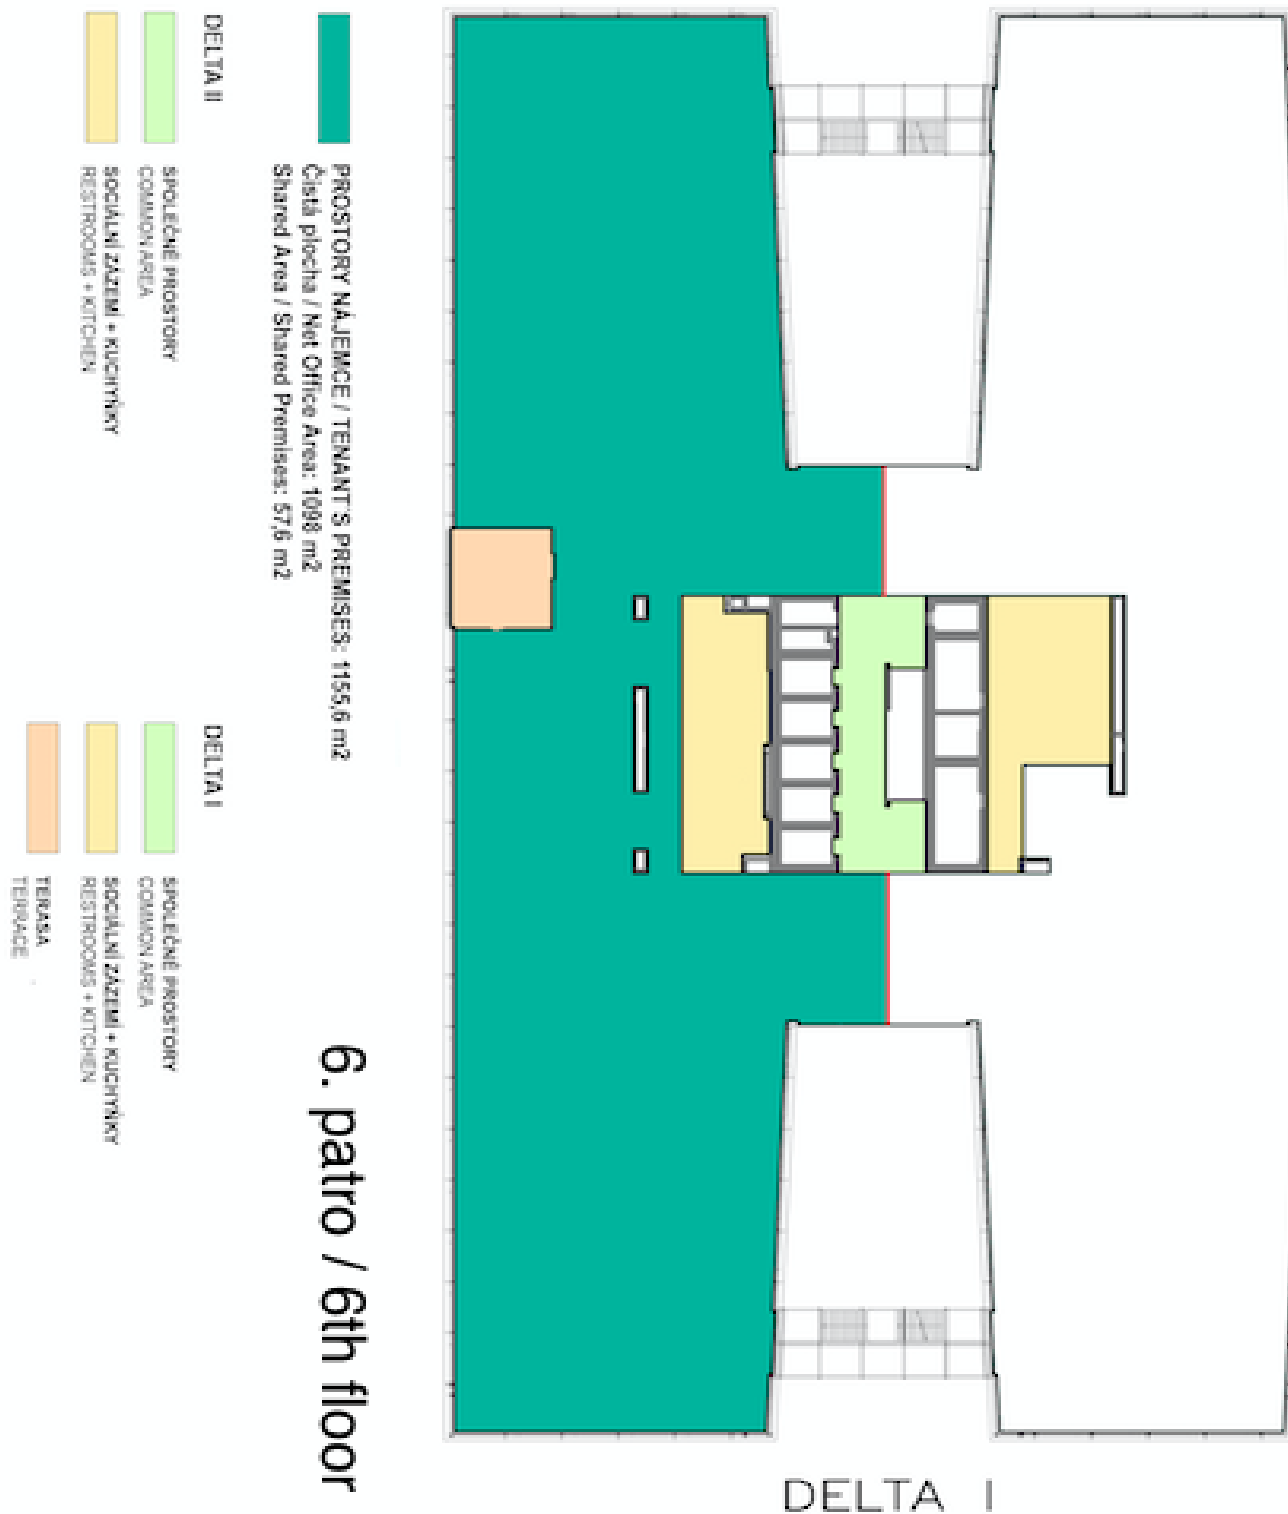 PROSTORY NÁJEMCE / TENANT'S PREMISES: 1155,6 m2
Čistá plocha / Net Office Area: 1098 m2
Shared Area / Shared Premises: 57,6 m2
DELTA II
SPOLEČNÉ PROSTORY
COMMON AREA
SOCIÁLNÍ ZÁZEMÍ + KUCHYŇKY
RESTROOMS + KITCHEN
DELTA I
SPOLEČNÉ PROSTORY
COMMON AREA
SOCIÁLNÍ ZÁZEMÍ + KUCHYŇKY
RESTROOMS + KITCHEN
TERASA
TERRACE
6. patro / 6th floor
DELTA I